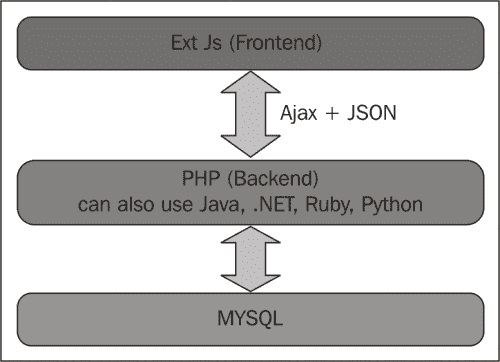 Ext Js (Frontend)
Ajax + JSON
PHP (Backend)
can also use Java, .NET, Ruby, Python
MYSQL